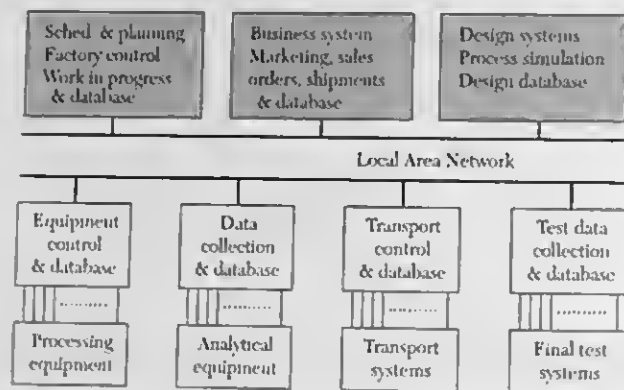 Sched. & planning
Factory control
Work in progress
& database
Business system
Marketing, sales
orders, shipments
& database
Design systems
Process simulation
Design database
Local Area Network
Equipment
control
& database
Data
collection
& database
Transport
control
& database
Test data
collection
& database
Processing
equipment
Analytical
equipment
Transport
systems
Final test
systems